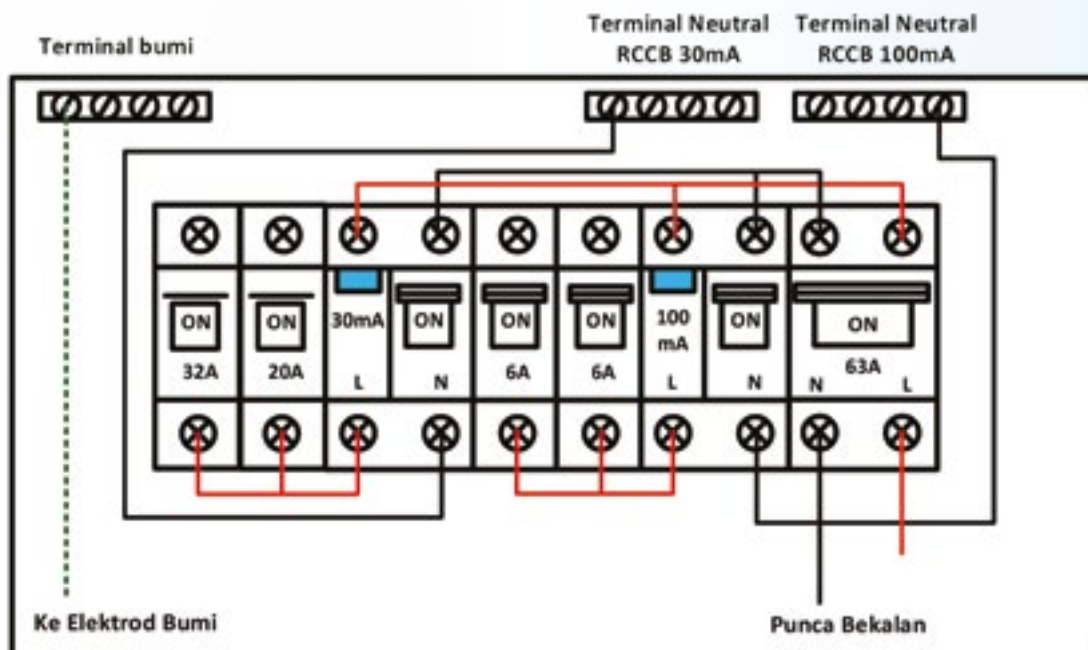 Terminal bumi
Terminal Neutral
RCCB 30mA
Terminal Neutral
RCCB 100mA
ON
32A
ON
20A
30mA
L
ON
N
ON
6A
ON
6A
100
mA
L
ON
N
ON
63A
N
L
Ke Elektrod Bumi
Punca Bekalan